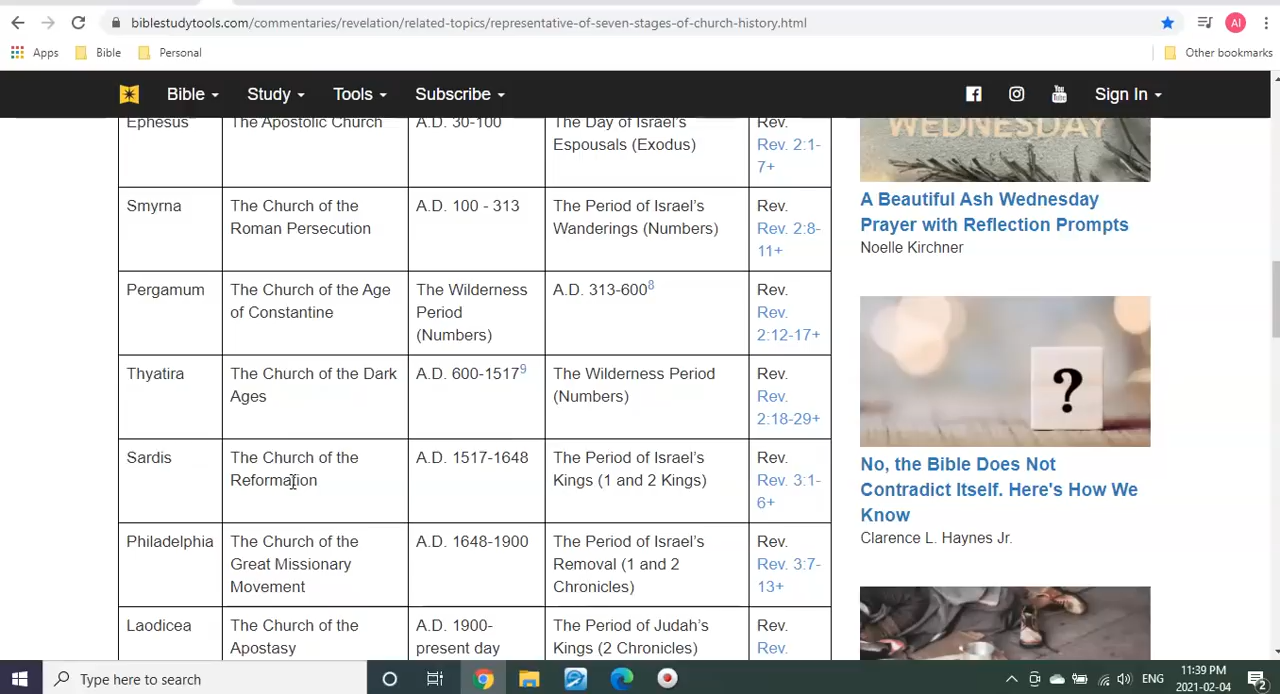 biblestudytools.com/commentaries/revelation/related-topics/representative-of-seven-stages-of-church-history.html
AI
Apps
Bible
Personal
Other bookmarks
Bible
Study
Tools
Subscribe
You
Tube
Sign In
Ephesus
The Apostolic Church
A.D. 30-100
The Day of Israel's
Espousals (Exodus)
Rev.
Rev. 2:1-
7+
Smyrna
The Church of the
Roman Persecution
A.D. 100 - 313
The Period of Israel's
Wanderings (Numbers)
Rev.
Rev. 2:8-
11+
Pergamum
The Church of the Age
of Constantine
The Wilderness
Period
(Numbers)
A.D. 313-600⁸
Rev.
Rev.
2:12-17+
Thyatira
The Church of the Dark
Ages
A.D. 600-1517⁹
The Wilderness Period
(Numbers)
Rev.
Rev.
2:18-29+
Sardis
The Church of the
Reformation
A.D. 1517-1648
The Period of Israel's
Kings (1 and 2 Kings)
Rev.
Rev. 3:1-
6+
Philadelphia
The Church of the
Great Missionary
Movement
A.D. 1648-1900
The Period of Israel's
Removal (1 and 2
Chronicles)
Rev.
Rev. 3:7-
13+
Laodicea
The Church of the
Apostasy
A.D. 1900-
present day
The Period of Judah's
Kings (2 Chronicles)
Rev.
Rev.
WEDNESDAY
A Beautiful Ash Wednesday
Prayer with Reflection Prompts
Noelle Kirchner
?
No, the Bible Does Not
Contradict Itself. Here's How We
Know
Clarence L. Haynes Jr.
Type here to search
ENG
11:39 PM
2021-02-04
2